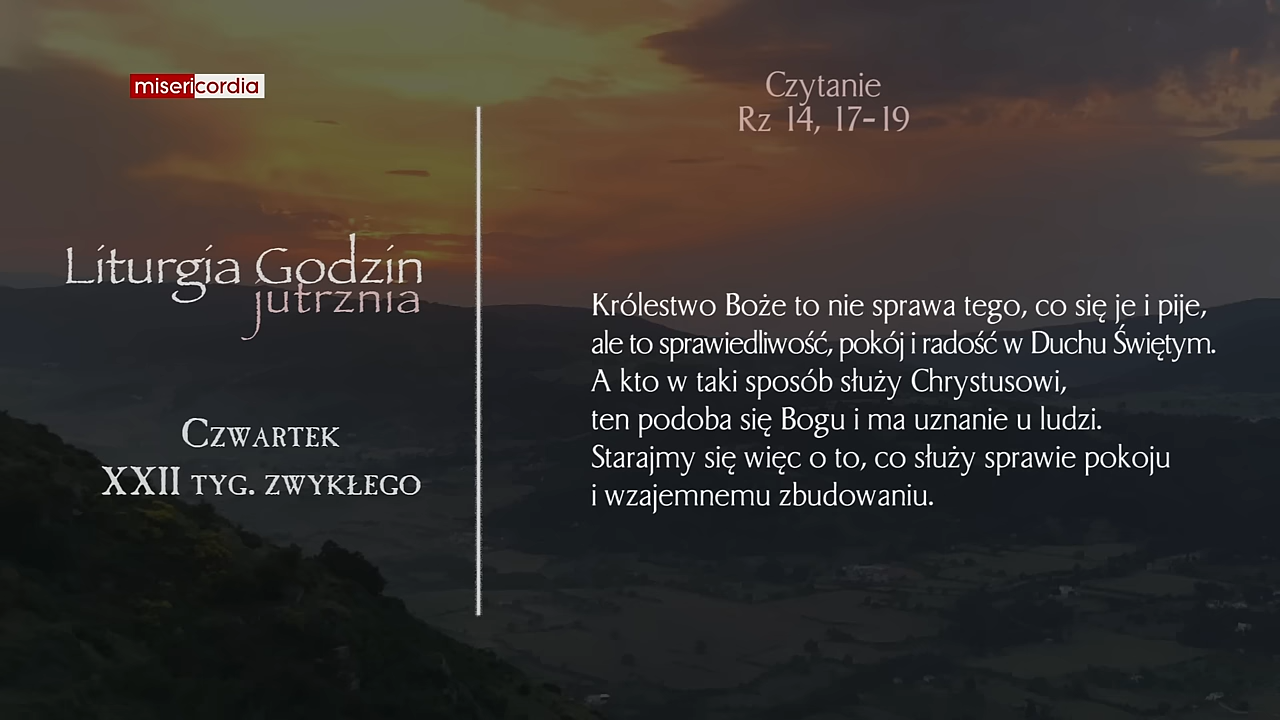 misericordia
Liturgia Godzin
jutrznia
Czwartek
XXII tyg. zwykłego
Czytanie
Rz 14, 17-19
Królestwo Boże to nie sprawa tego, co się je i pije,
ale to sprawiedliwość, pokój i radość w Duchu Świętym.
A kto w taki sposób służy Chrystusowi,
ten podoba się Bogu i ma uznanie u ludzi.
Starajmy się więc o to, co służy sprawie pokoju
i wzajemnemu zbudowaniu.